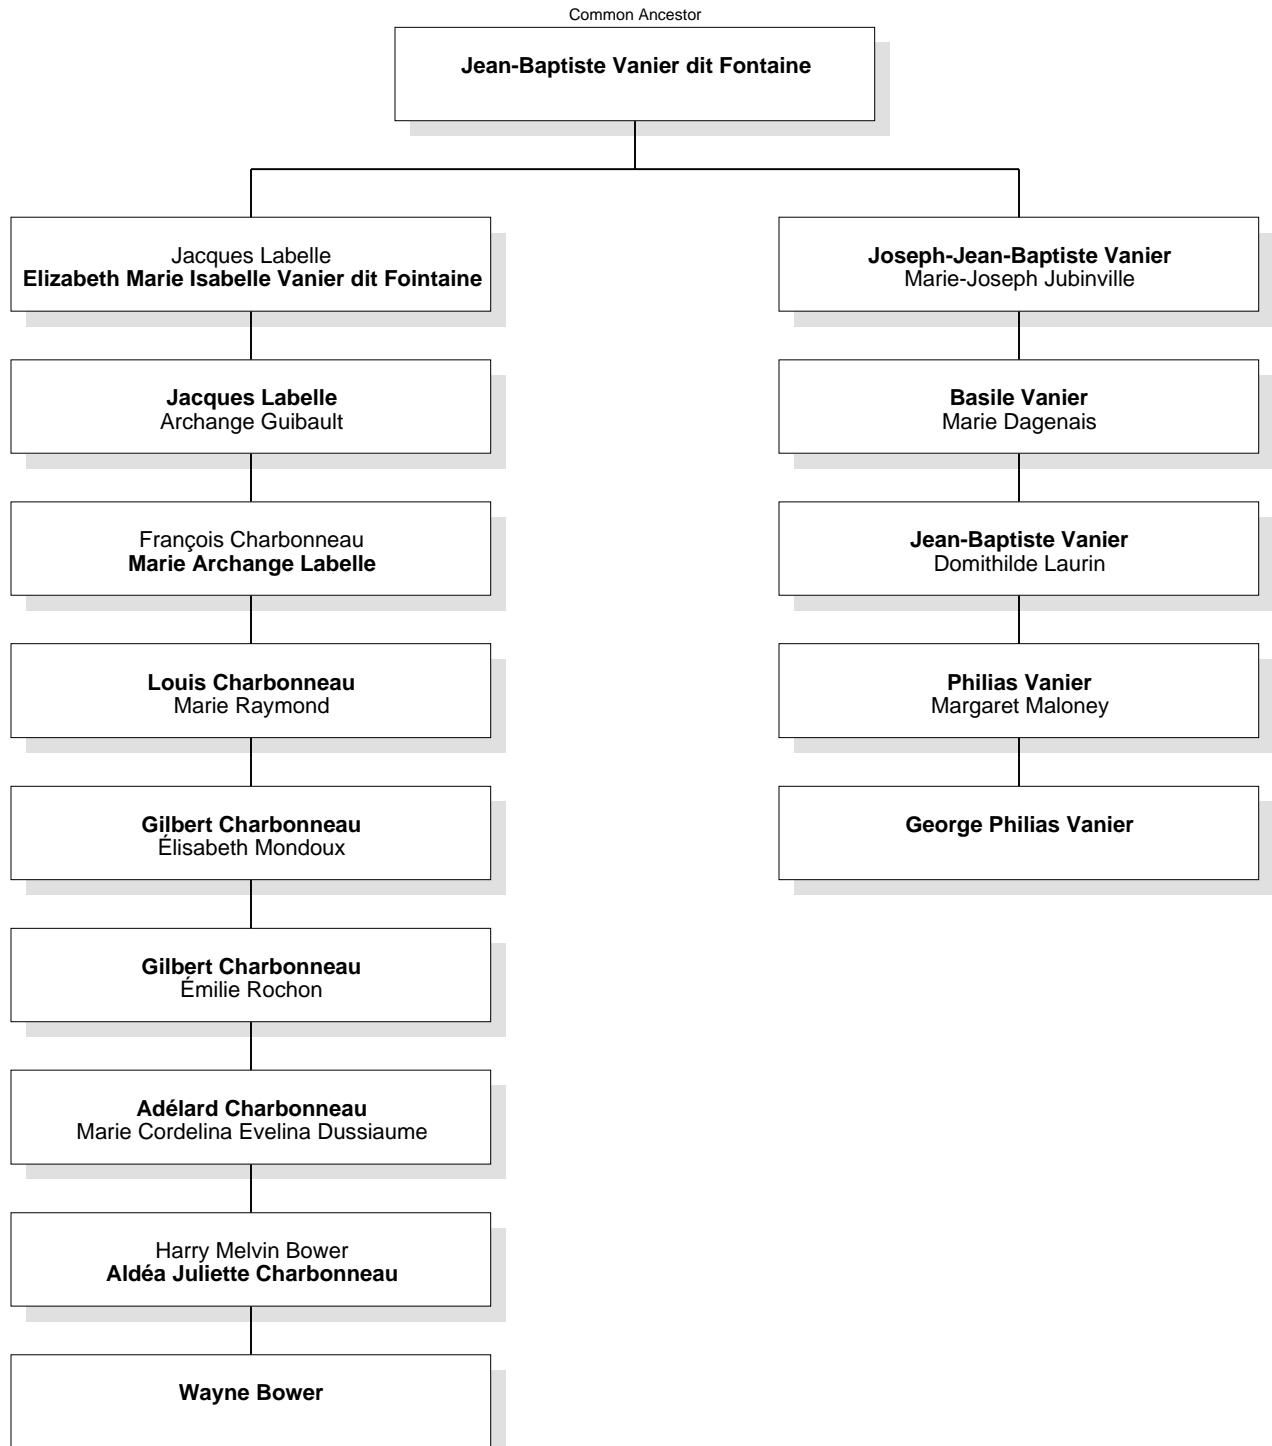 Common Ancestor
Jean-Baptiste Vanier dit Fontaine
Jacques Labelle
Elizabeth Marie Isabelle Vanier dit Fointaine
Joseph-Jean-Baptiste Vanier
Marie-Joseph Jubinville
Jacques Labelle
Archange Guibault
Basile Vanier
Marie Dagenais
François Charbonneau
Marie Archange Labelle
Jean-Baptiste Vanier
Domithilde Laurin
Louis Charbonneau
Marie Raymond
Philias Vanier
Margaret Maloney
Gilbert Charbonneau
Élisabeth Mondoux
George Philias Vanier
Gilbert Charbonneau
Émilie Rochon
Adélard Charbonneau
Marie Cordelina Evelina Dussiaume
Harry Melvin Bower
Aldéa Juliette Charbonneau
Wayne Bower